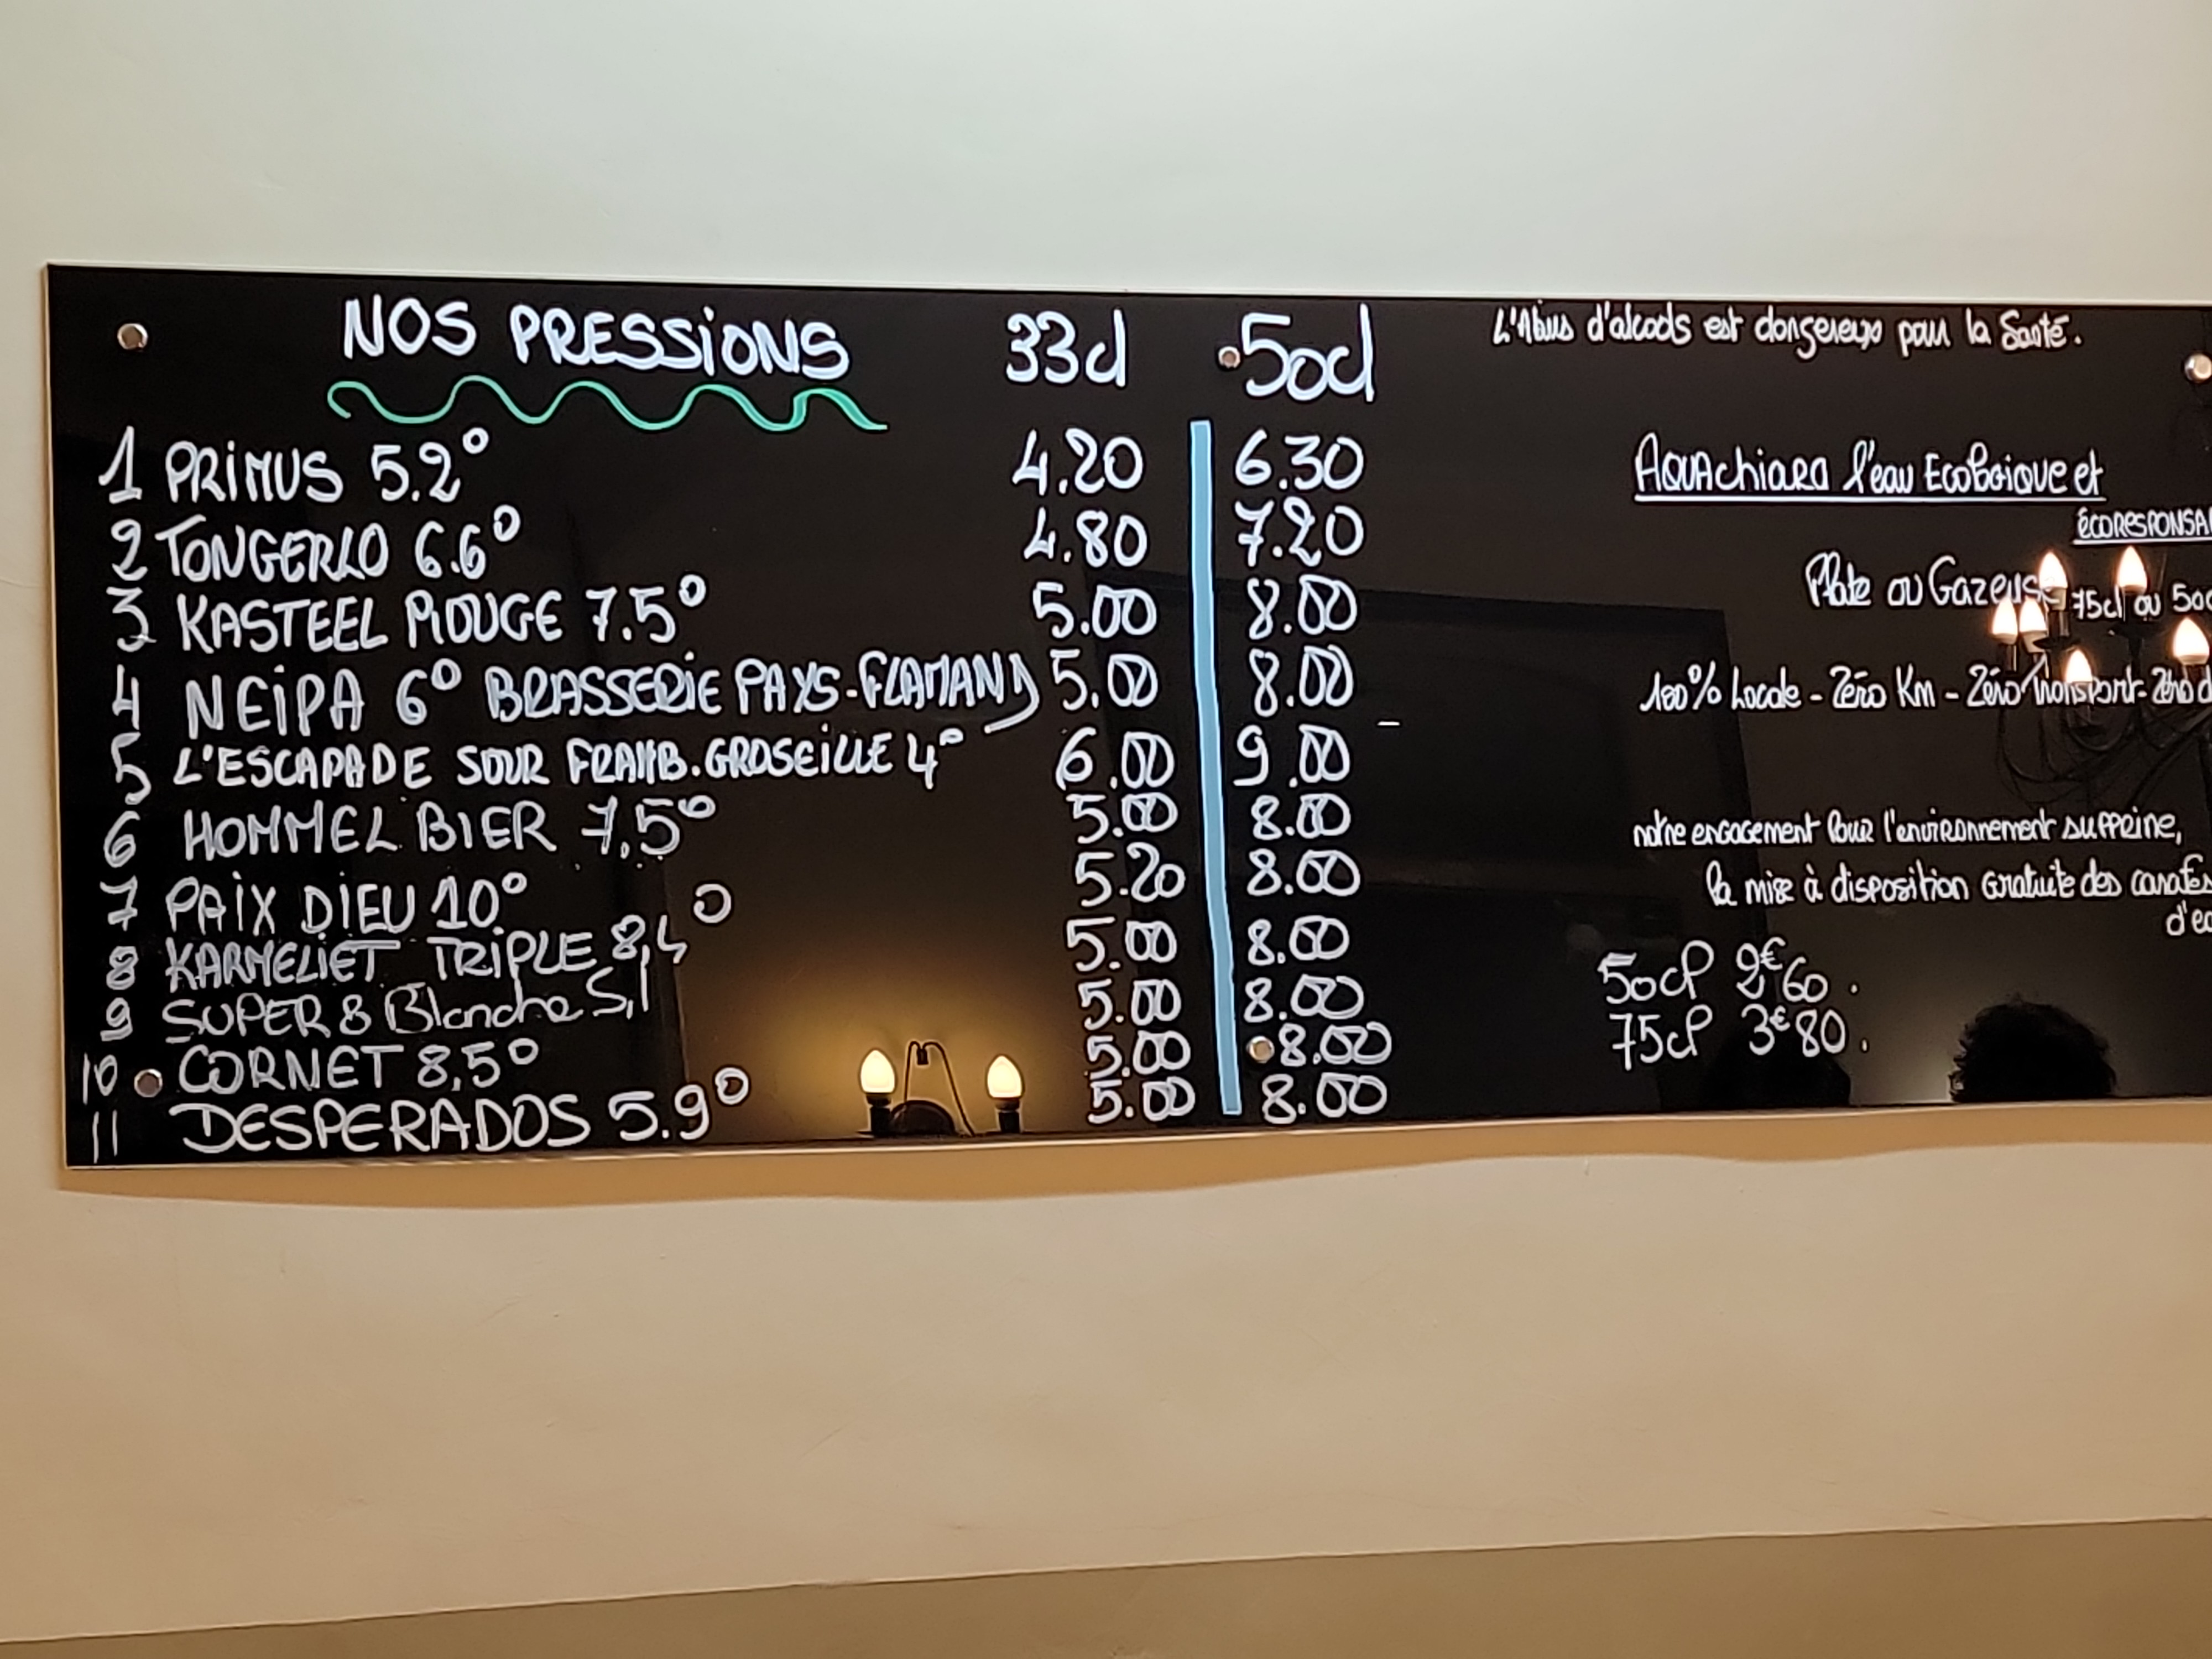 NOS PRESSIONS 33cl 50cl
1 PRIMUS 5.2° 4.20 6.30
2 TONGERLO 6.6° 4.80 7.20
3 KASTEEL ROUGE 7.5° 5.00 8.00
4 NEIPA 6° BRASSERIE PAYS-FLAMAND 5.00 8.00
5 L'ESCAPADE SOUR FRAMB.GROSEILLE 4° 6.00 9.00
6 HOMMEL BIER 7,5° 5.00 8.00
7 PAIX DIEU 10° 5.20 8.00
8 KARMELIET TRIPLE 8,4° 5.00 8.00
9 SUPER 8 Blanche 5,1 5.00 8.00
10 CORNET 8,5° 5.00 8.00
11 DESPERADOS 5.9° 5.00 8.00
L'Abus d'alcools est dangereux pour la Santé.
AQUAchiara l'eau Ecologique et
ÉCORESPONSA
Plate ou Gazeuse 75cl ou 50c
100% Locale - Zéro Km - Zéro Transport - Zéro d
notre engagement pour l'environnement supprime,
la mise à disposition Gratuite des carafes
d'ea
50cl 2€60.
75cl 3€80.